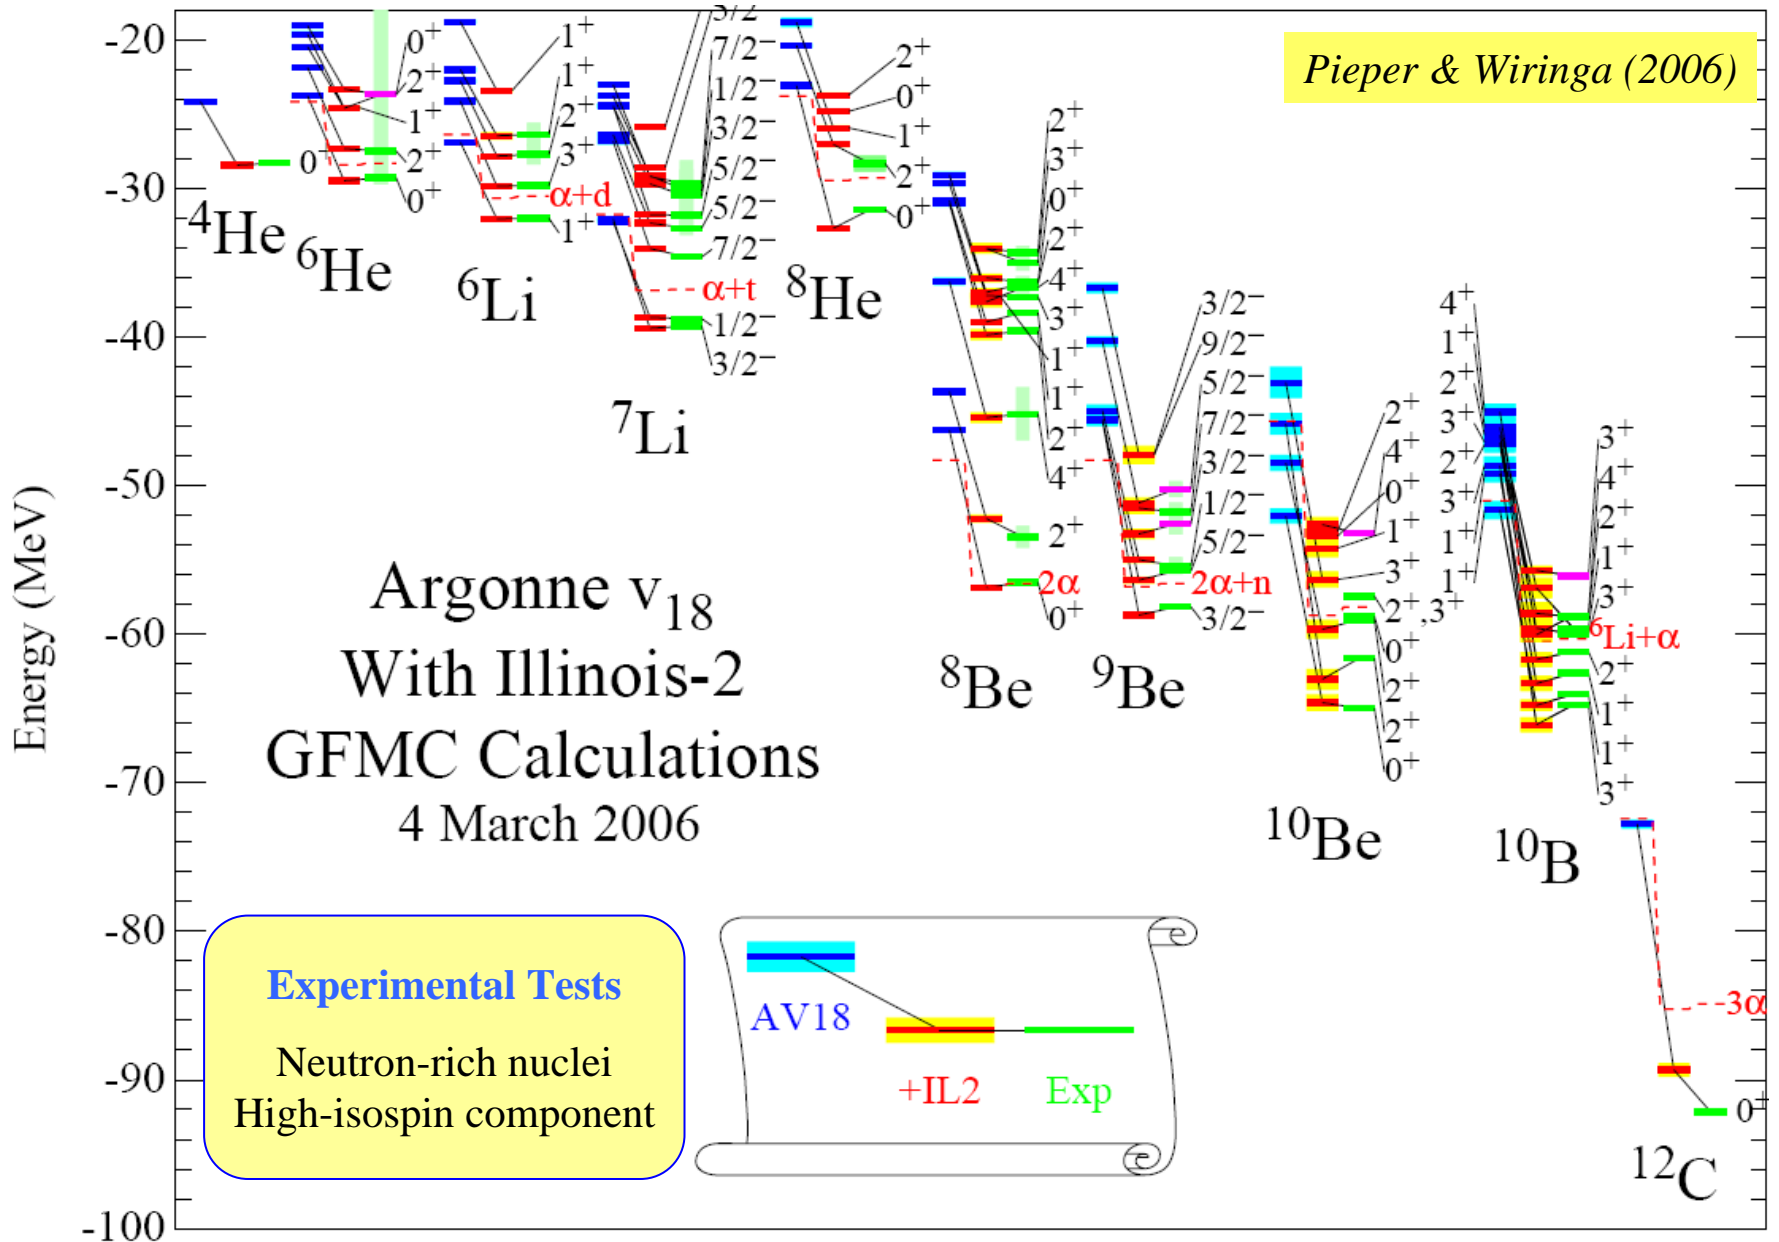 Pieper & Wiringa (2006)
Energy (MeV)
-20
-30
-40
-50
-60
-70
-80
-90
-100
⁴He
0⁺
⁶He
0⁺
2⁺
1⁺
2⁺
0⁺
⁶Li
1⁺
1⁺
2⁺
3⁺
α+d
1⁺
⁷Li
3/2⁻
7/2⁻
1/2⁻
3/2⁻
5/2⁻
5/2⁻
7/2⁻
α+t
1/2⁻
3/2⁻
⁸He
2⁺
0⁺
1⁺
2⁺
0⁺
⁸Be
2⁺
3⁺
0⁺
2⁺
4⁺
3⁺
1⁺
1⁺
2⁺
4⁺
2⁺
2α
0⁺
⁹Be
3/2⁻
9/2⁻
5/2⁻
7/2⁻
3/2⁻
1/2⁻
5/2⁻
2α+n
3/2⁻
¹⁰Be
2⁺
4⁺
0⁺
1⁺
3⁺
2⁺,3⁺
0⁺
2⁺
2⁺
0⁺
¹⁰B
4⁺
1⁺
2⁺
3⁺
2⁺
3⁺
1⁺
1⁺
3⁺
4⁺
2⁺
1⁺
3⁺
⁶Li+α
2⁺
1⁺
1⁺
3⁺
¹²C
3α
0⁺
Argonne v₁₈
With Illinois-2
GFMC Calculations
4 March 2006
Experimental Tests
Neutron-rich nuclei
High-isospin component
AV18
+IL2
Exp